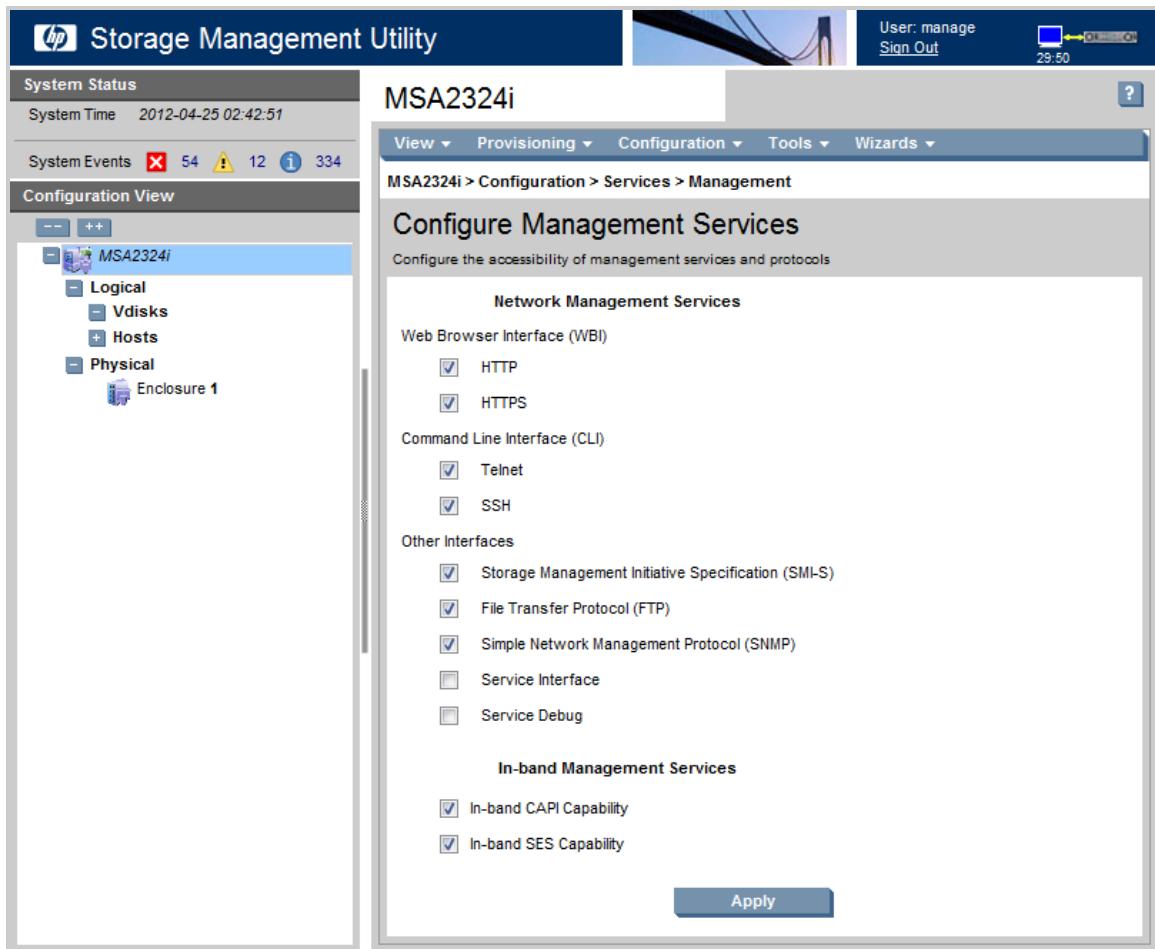 hp Storage Management Utility
User: manage
Sign Out
29:50
System Status
System Time 2012-04-25 02:42:51
System Events 54 12 334
Configuration View
-- ++
MSA2324i
Logical
Vdisks
Hosts
Physical
Enclosure 1
MSA2324i
?
View Provisioning Configuration Tools Wizards
MSA2324i > Configuration > Services > Management
Configure Management Services
Configure the accessibility of management services and protocols
Network Management Services
Web Browser Interface (WBI)
HTTP
HTTPS
Command Line Interface (CLI)
Telnet
SSH
Other Interfaces
Storage Management Initiative Specification (SMI-S)
File Transfer Protocol (FTP)
Simple Network Management Protocol (SNMP)
Service Interface
Service Debug
In-band Management Services
In-band CAPI Capability
In-band SES Capability
Apply